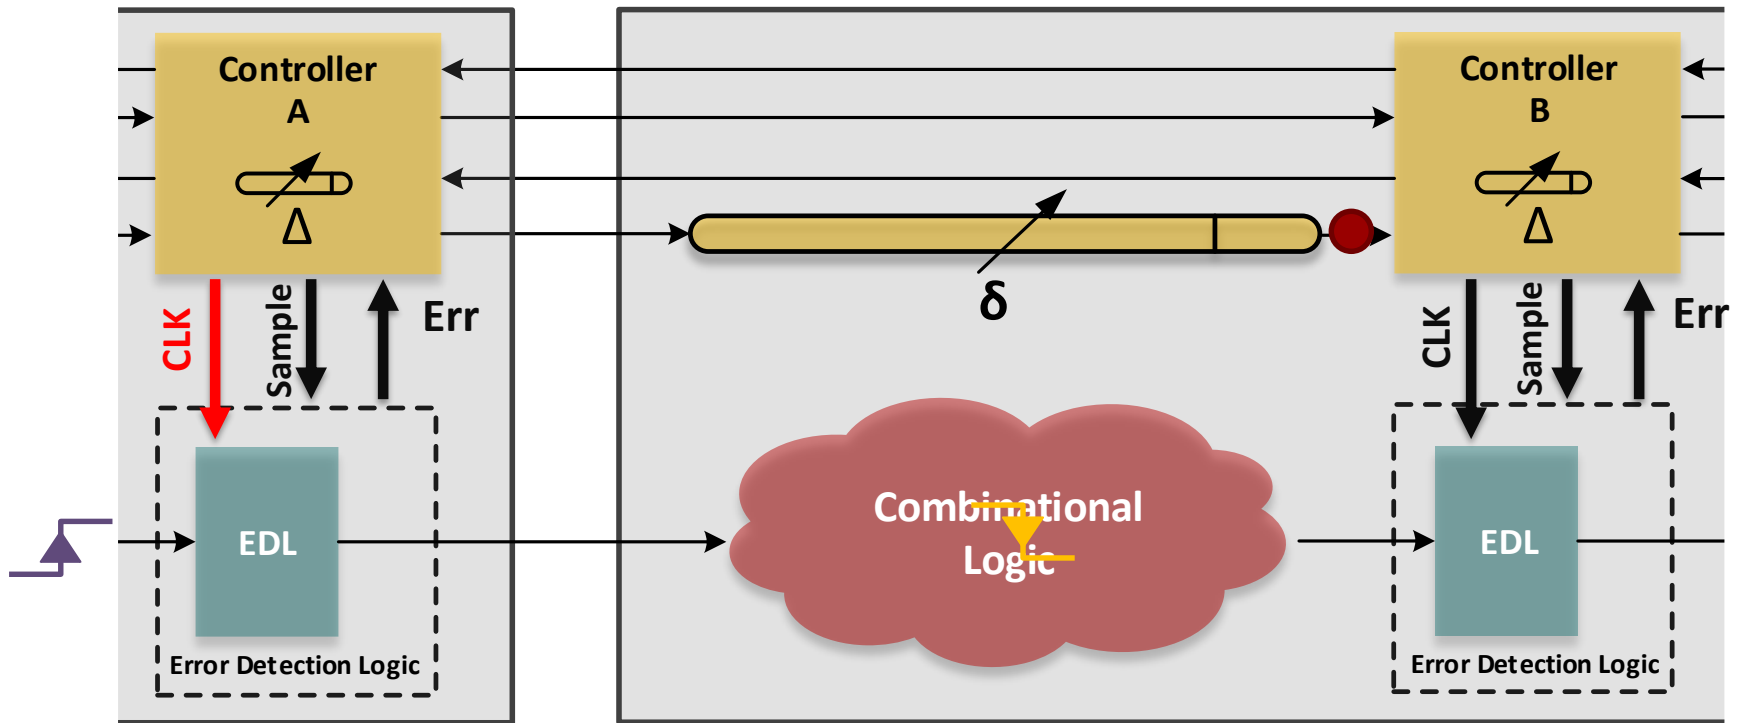 Controller
A
Δ
Controller
B
Δ
δ
CLK
Sample
Err
CLK
Sample
Err
EDL
Error Detection Logic
Combinational
Logic
EDL
Error Detection Logic